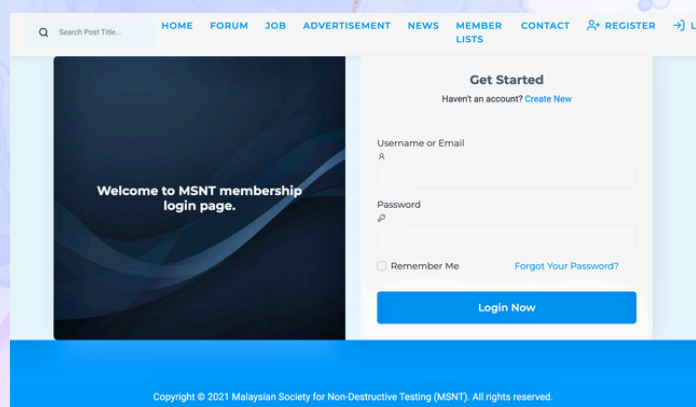 Search Post Title...
HOME FORUM JOB ADVERTISEMENT NEWS MEMBER LISTS CONTACT REGISTER
Welcome to MSNT membership
login page.
Get Started
Haven't an account? Create New
Username or Email
Password
Remember Me Forgot Your Password?
Login Now
Copyright © 2021 Malaysian Society for Non-Destructive Testing (MSNT). All rights reserved.